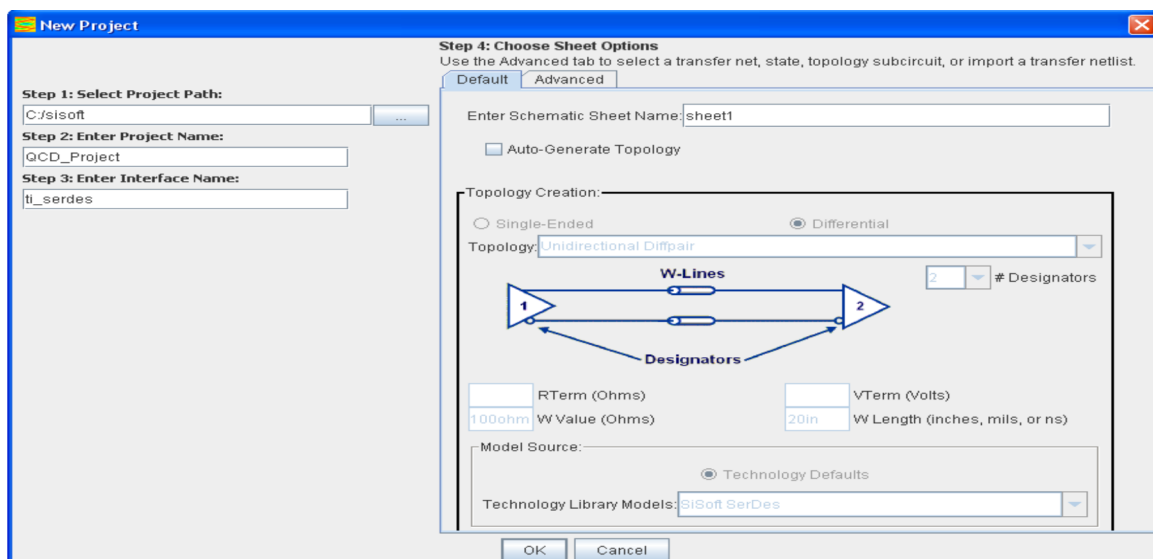 New Project
Step 1: Select Project Path:
C:/sisoft
...
Step 2: Enter Project Name:
QCD_Project
Step 3: Enter Interface Name:
ti_serdes
Step 4: Choose Sheet Options
Use the Advanced tab to select a transfer net, state, topology subcircuit, or import a transfer netlist.
Default Advanced
Enter Schematic Sheet Name: sheet1
Auto-Generate Topology
Topology Creation:
Single-Ended Differential
Topology: Unidirectional Diffpair
W-Lines
2 # Designators
1 2
Designators
RTerm (Ohms) VTerm (Volts)
100ohm W Value (Ohms) 20in W Length (inches, mils, or ns)
Model Source:
Technology Defaults
Technology Library Models: SiSoft SerDes
OK Cancel